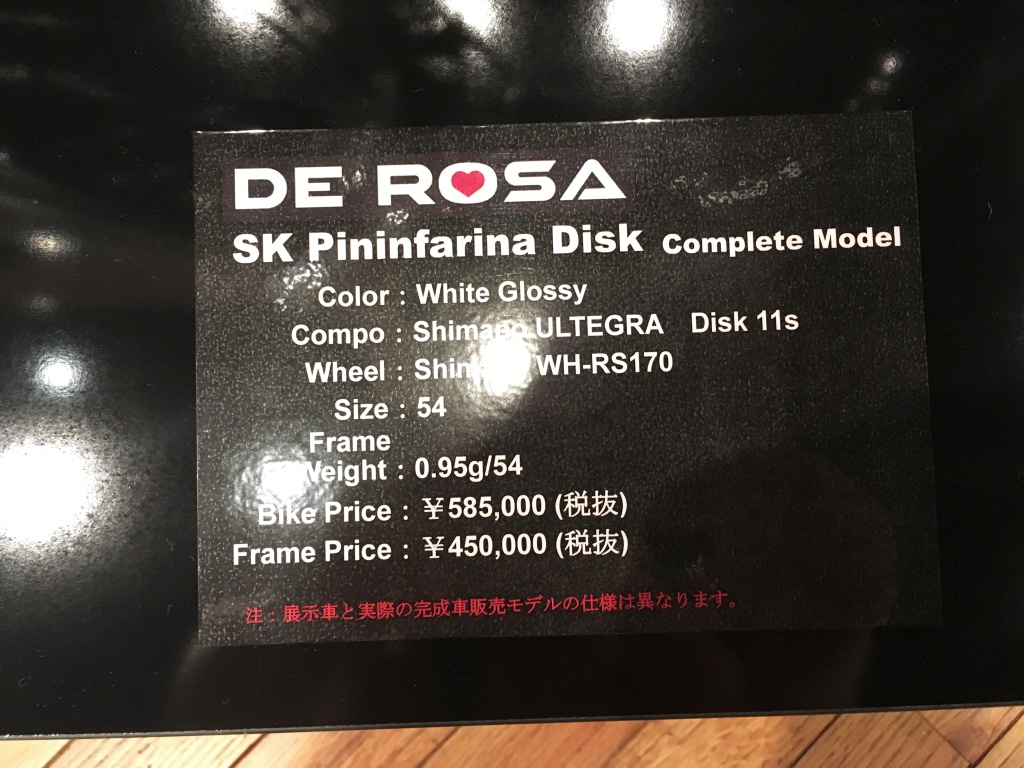 DE ROSA
SK Pininfarina Disk Complete Model
Color : White Glossy
Compo : Shimano ULTEGRA Disk 11s
Wheel : WH-RS170
Size : 54
Frame
Weight : 0.95g/54
Bike Price : ¥585,000 (税抜)
Frame Price : ¥450,000 (税抜)
注：展示車と実際の完成車販売モデルの仕様は異なります。